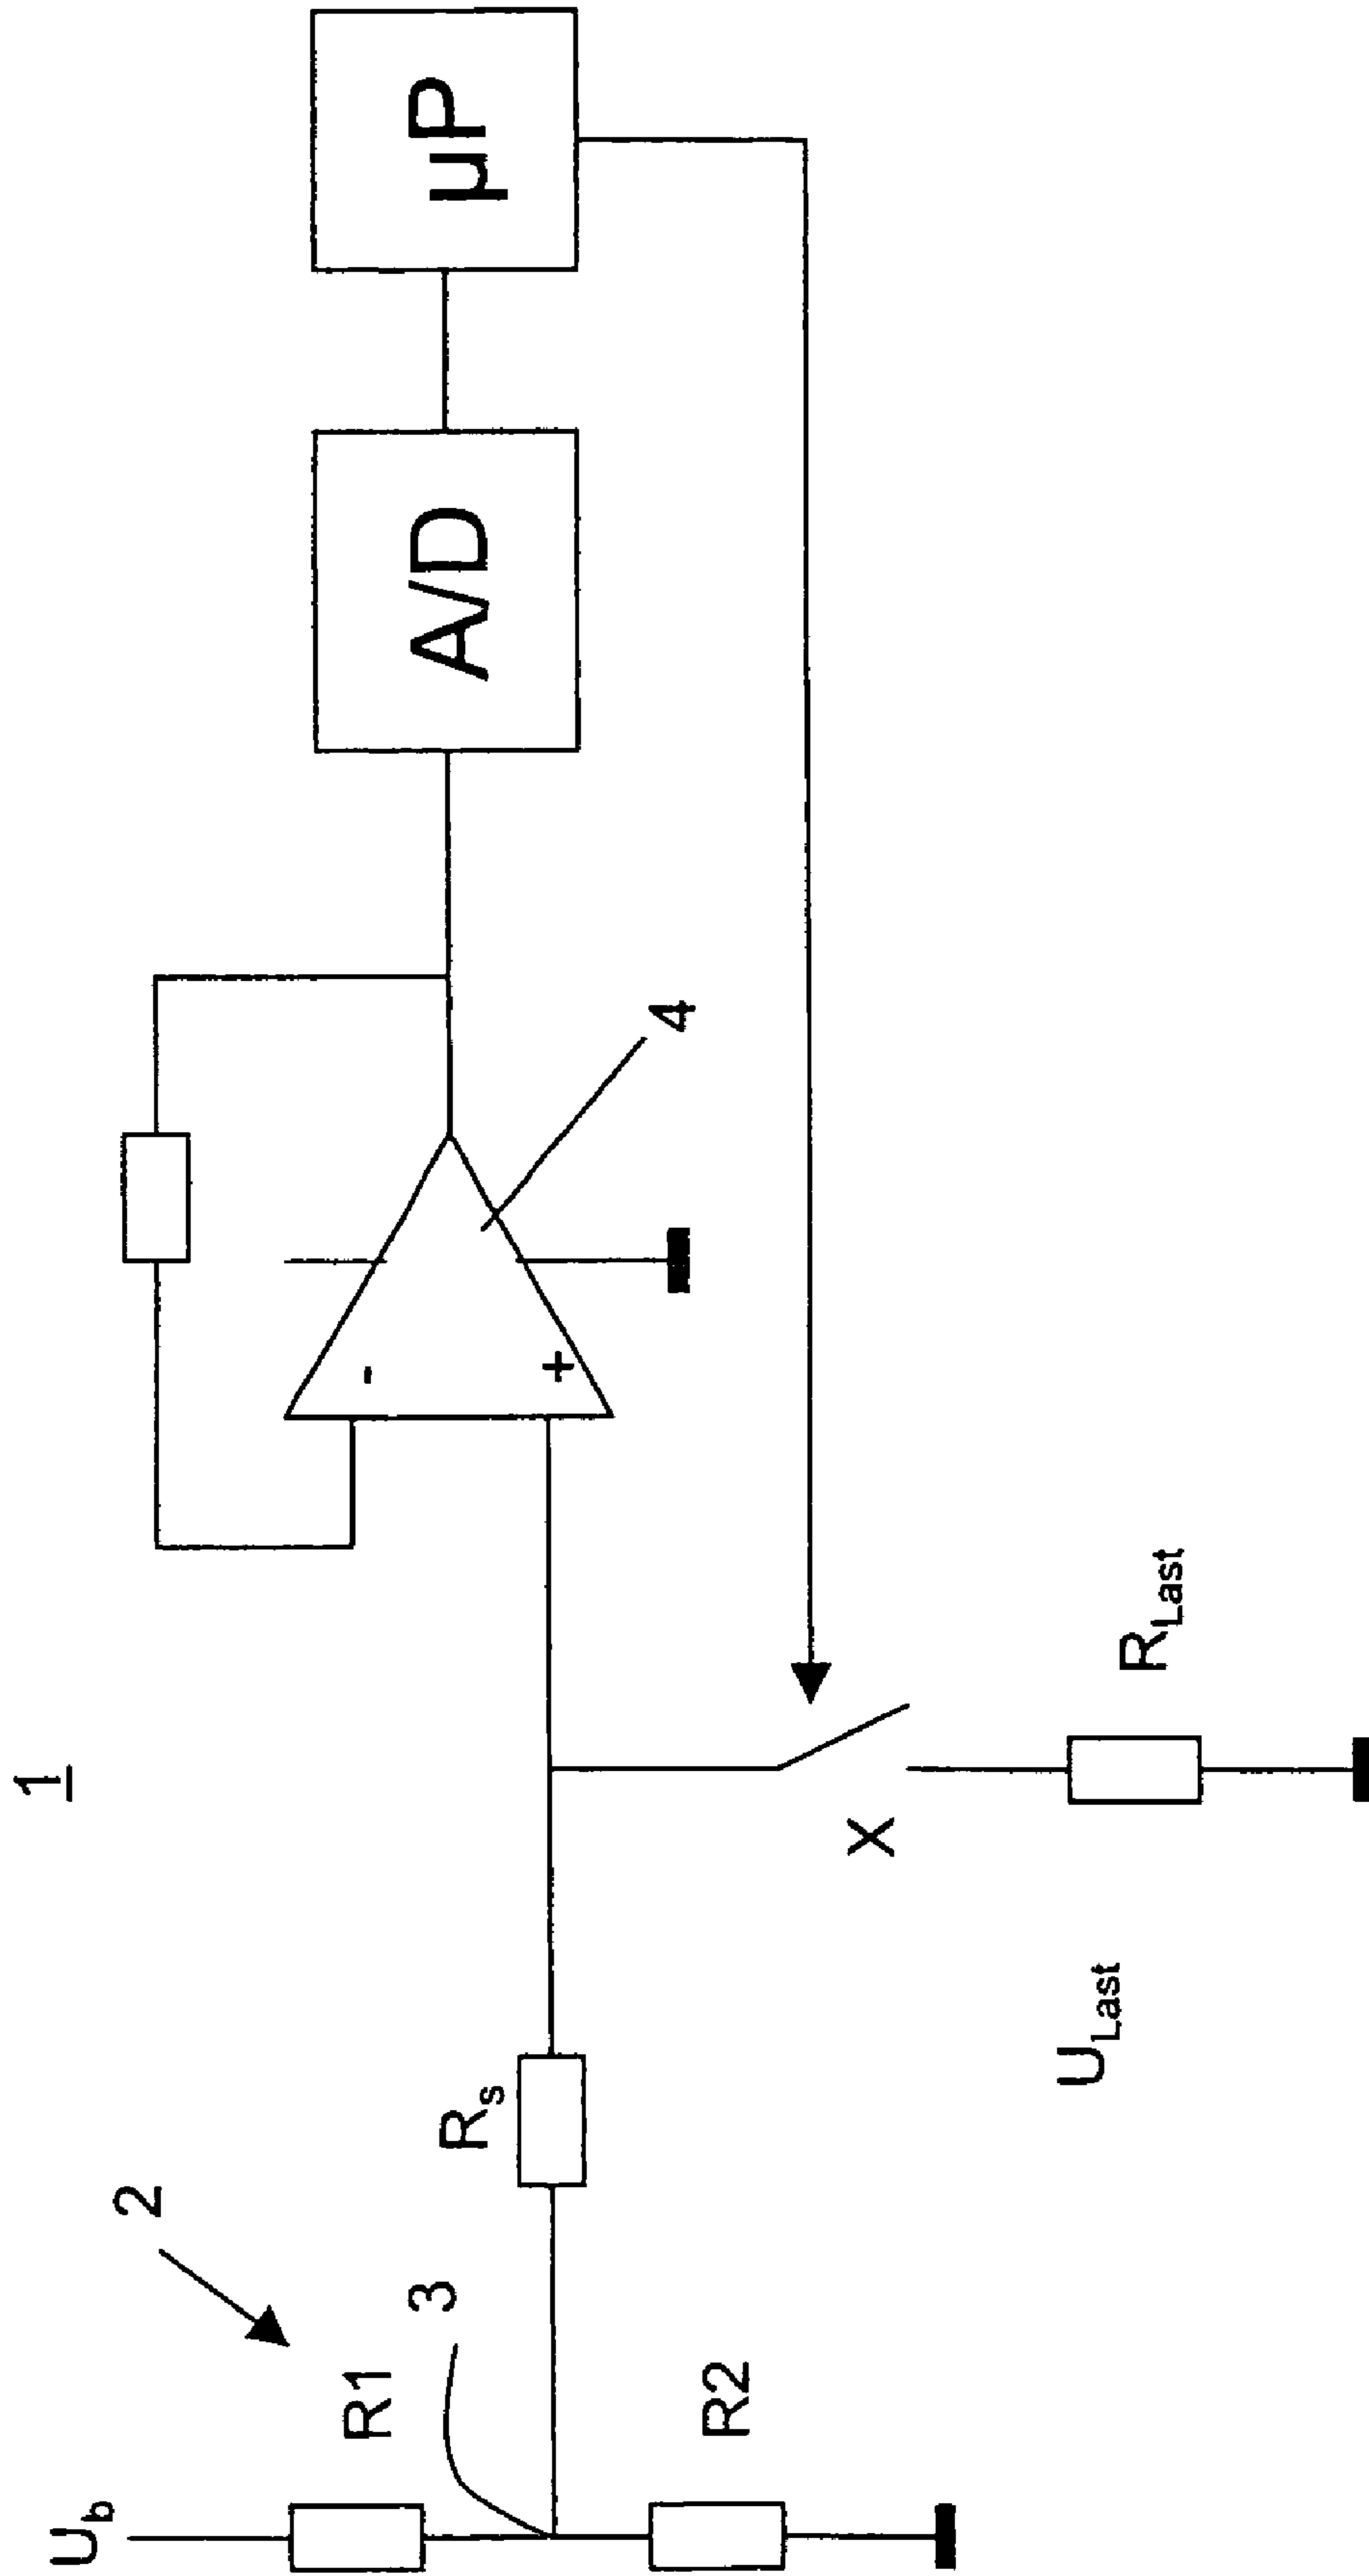 1
2
U_b
R1
3
R2
R_s
-
+
4
A/D
µP
X
U_Last
R_Last